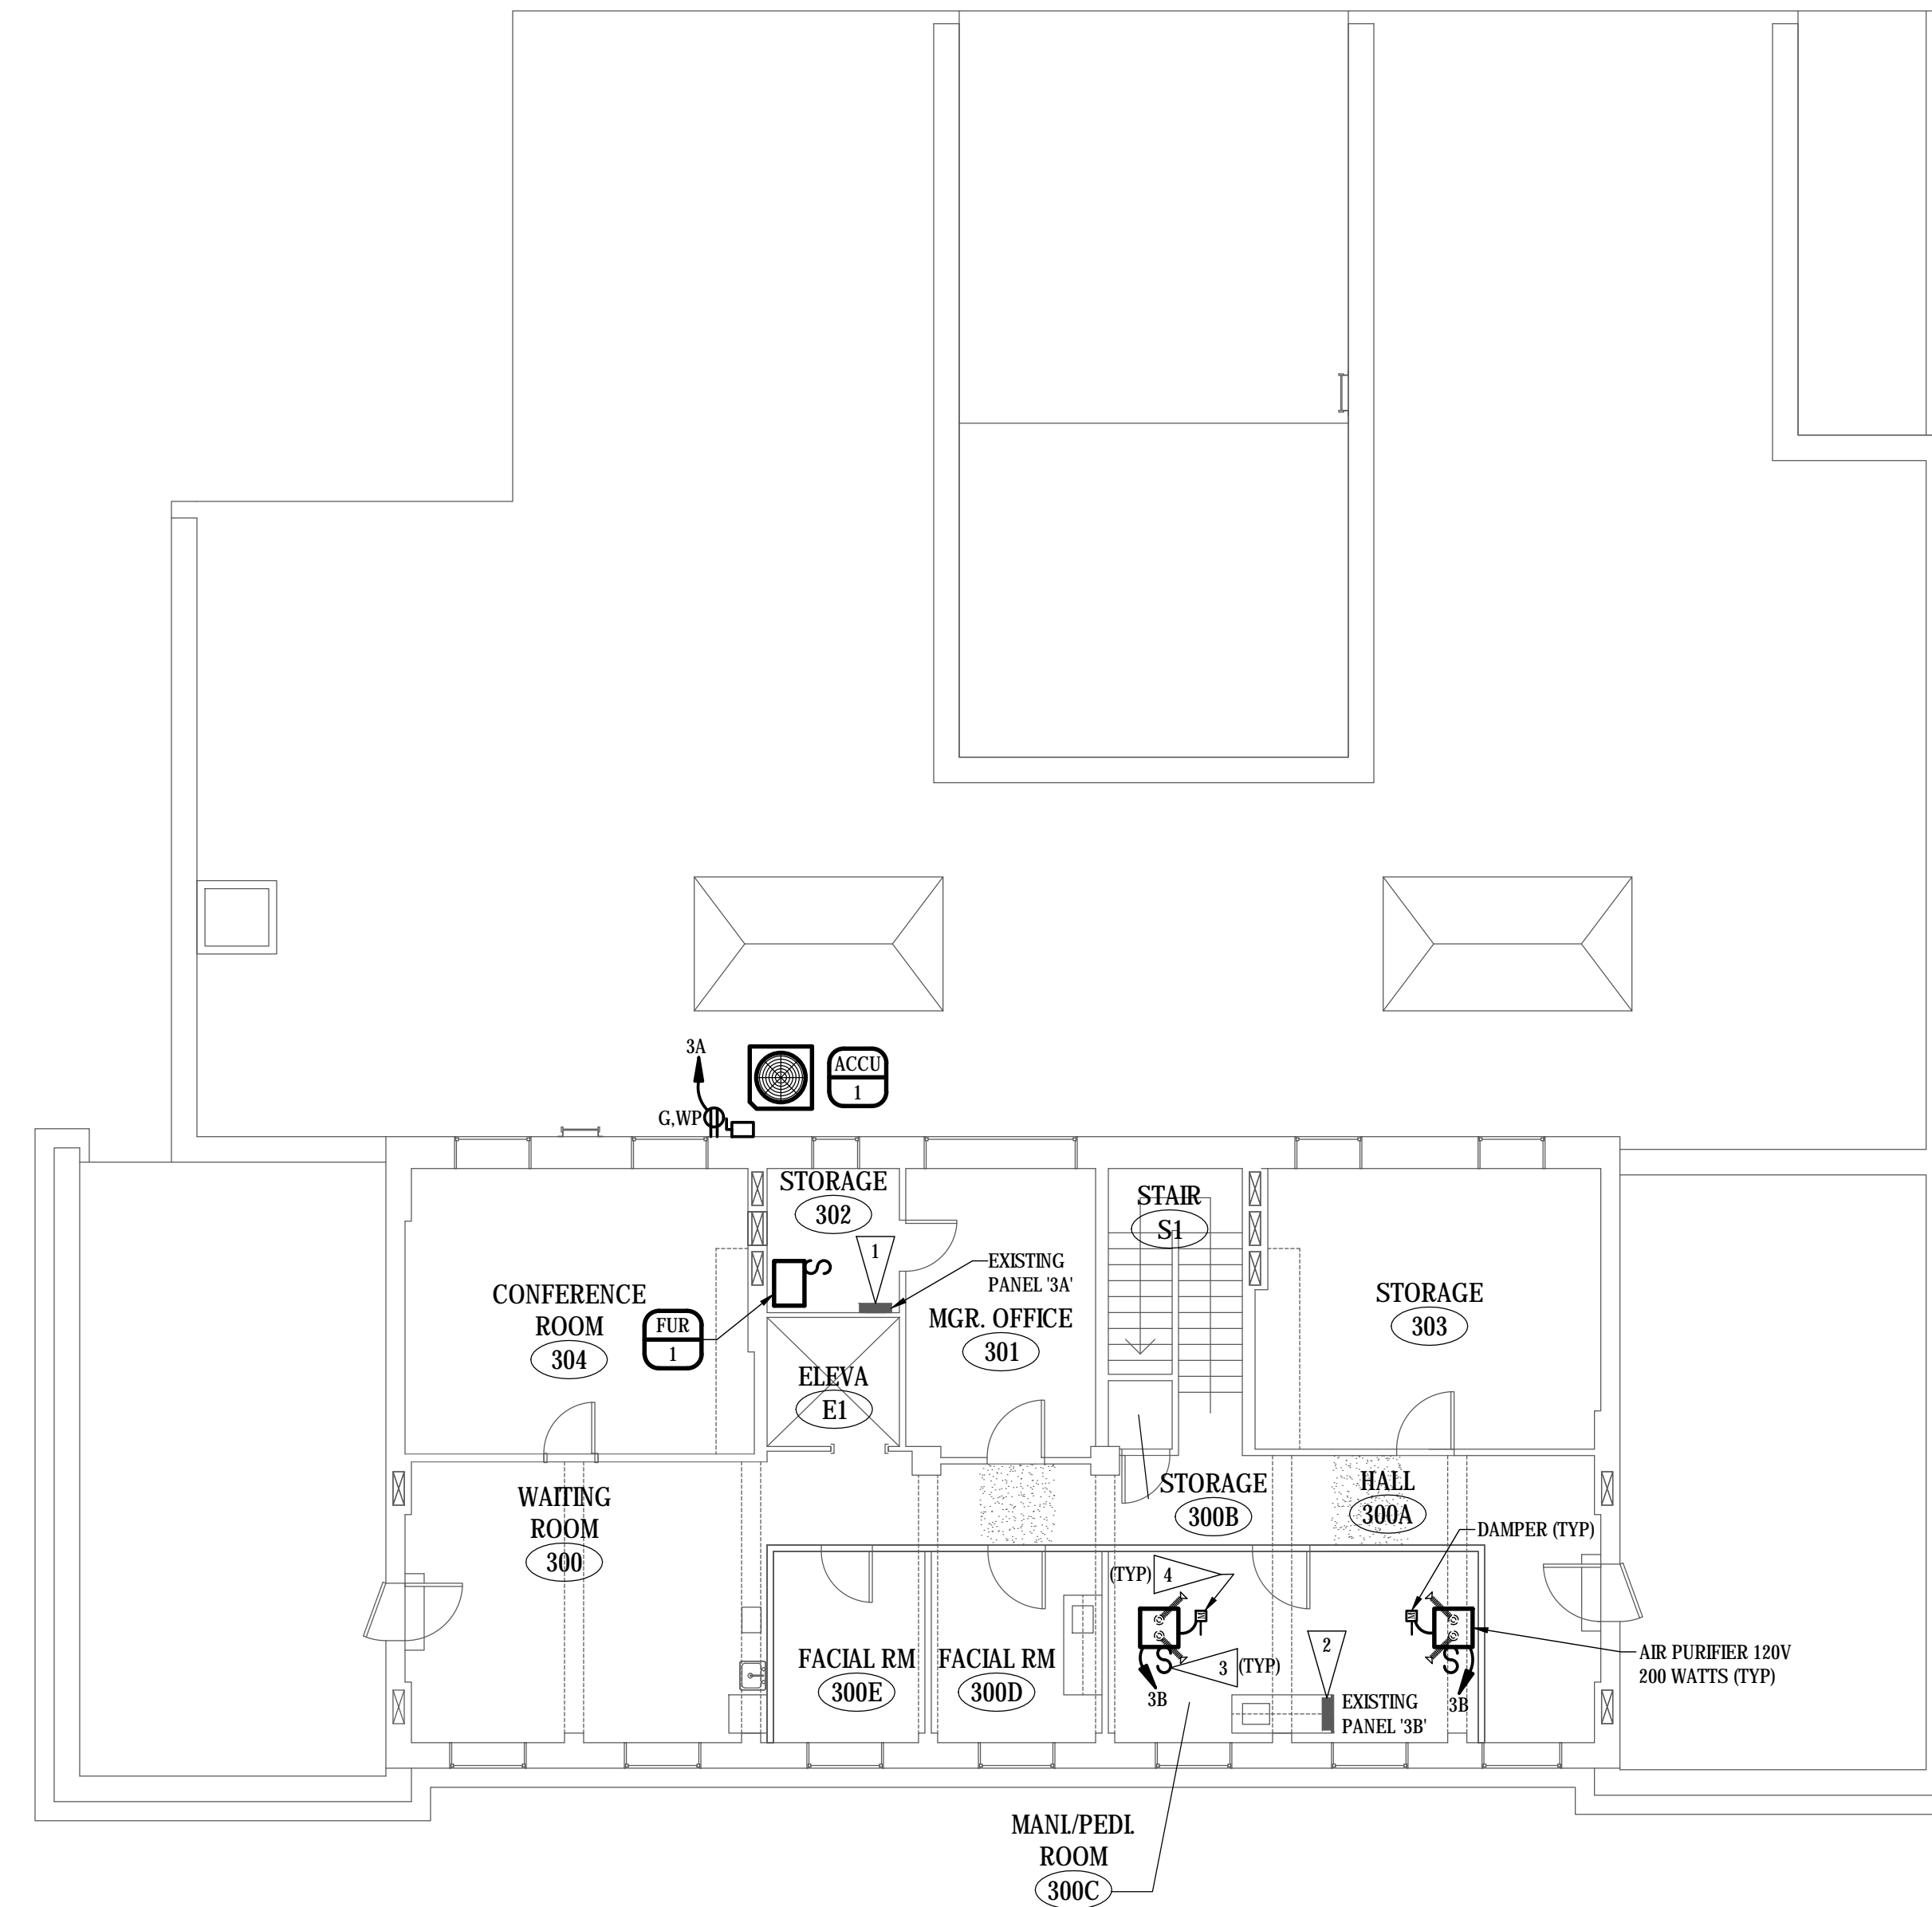 3A
ACCU
1
G,WP
STORAGE
302
1
EXISTING
PANEL '3A'
STAIR
S1
CONFERENCE
ROOM
304
FUR
1
MGR. OFFICE
301
STORAGE
303
ELEVA
E1
WAITING
ROOM
300
STORAGE
300B
HALL
300A
DAMPER (TYP)
(TYP)
4
S
FACIAL RM
300E
FACIAL RM
300D
S
3
(TYP)
2
S
3B
EXISTING
PANEL '3B'
3B
AIR PURIFIER 120V
200 WATTS (TYP)
MANI./PEDI.
ROOM
300C